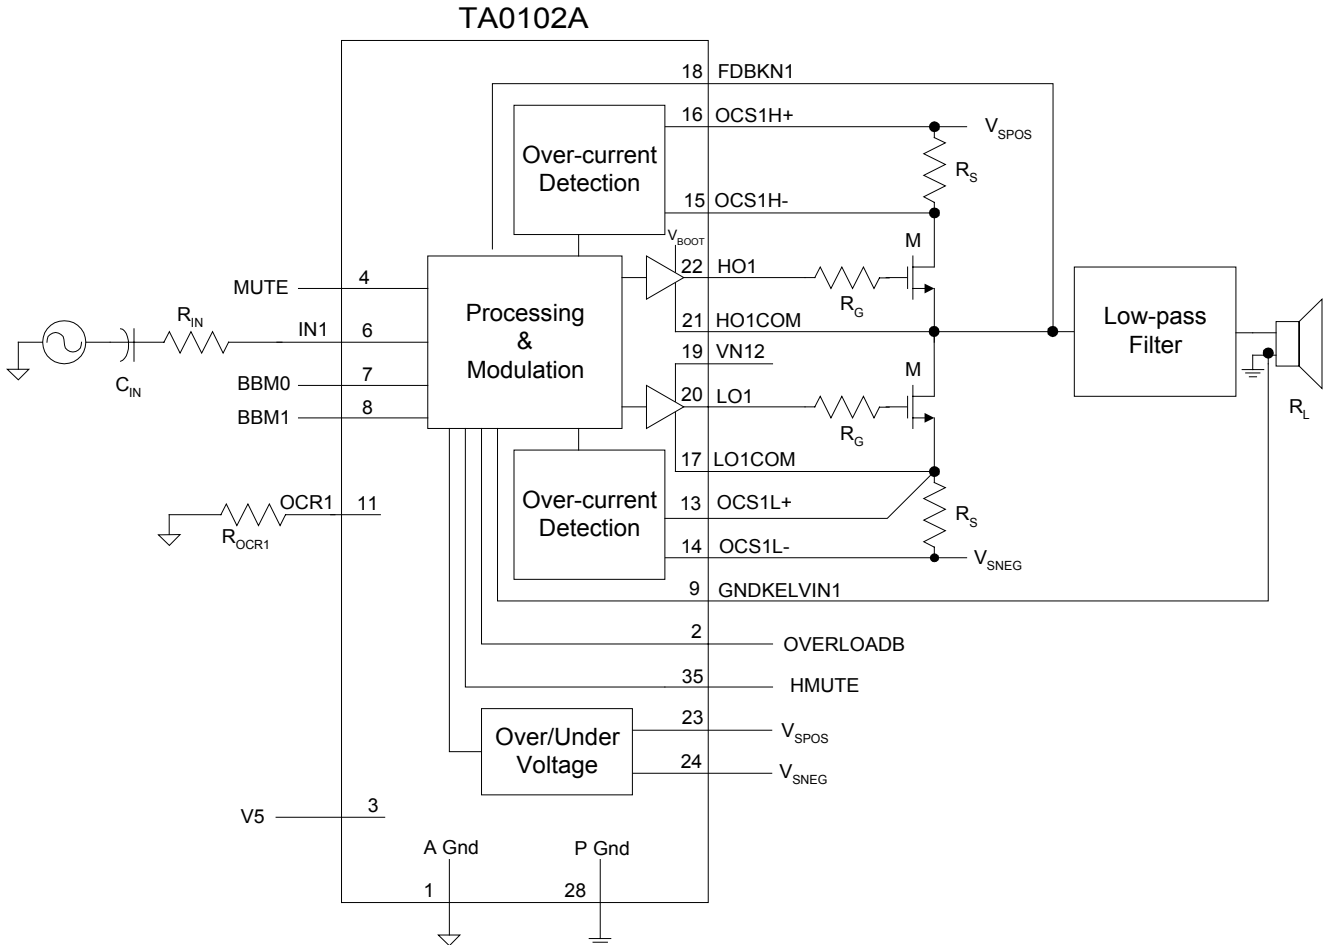 TA0102A
18 FDBKN1
16 OCS1H+
VSPOS
Over-current
Detection
RS
15 OCS1H-
VBOOT
M
22 HO1
MUTE 4
RG
Processing
&
Modulation
RIN
IN1 6
21 HO1COM
Low-pass
Filter
19 VN12
CIN
BBM0 7
M
20 LO1
BBM1 8
RL
RG
17 LO1COM
Over-current
Detection
OCR1 11
13 OCS1L+
RS
ROCR1
14 OCS1L-
VSNEG
9 GNDKELVIN1
2 OVERLOADB
35 HMUTE
23 VSPOS
Over/Under
Voltage
24 VSNEG
V5 3
A Gnd
P Gnd
1
28